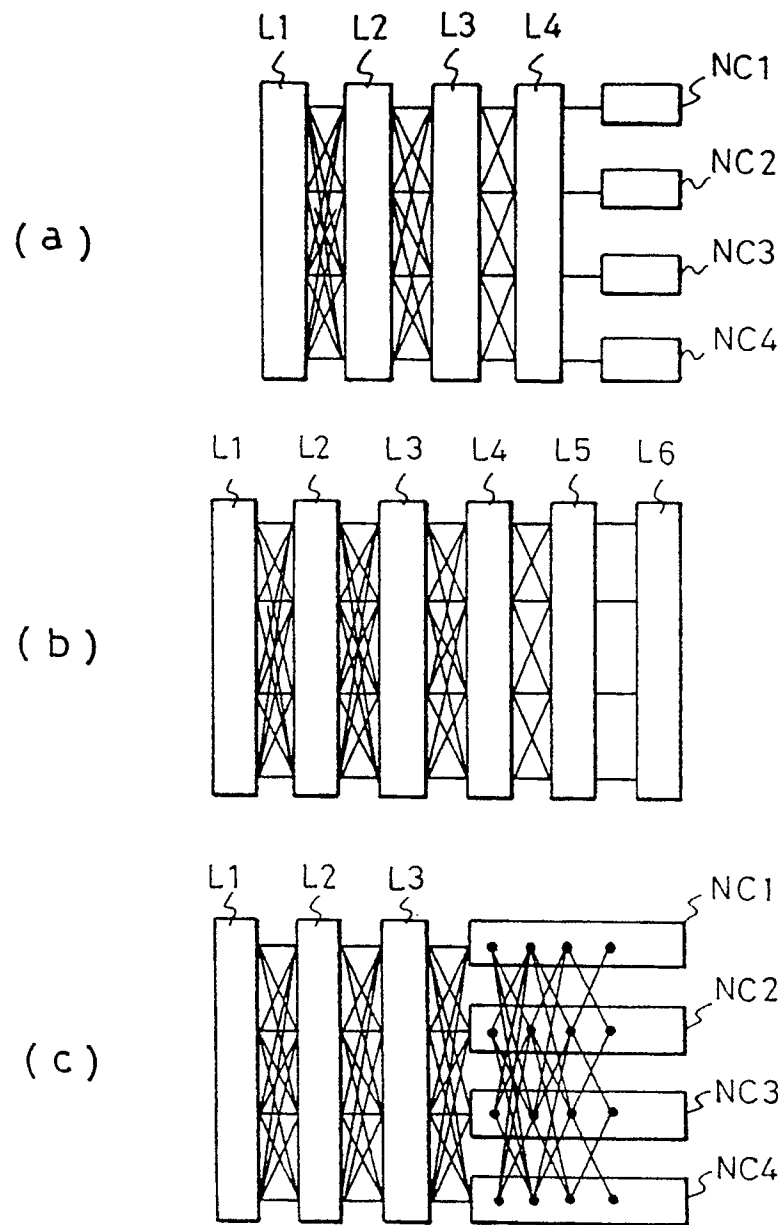 L1 L2 L3 L4
NC1
NC2
(a)
NC3
NC4
L1 L2 L3 L4 L5 L6
(b)
L1 L2 L3
NC1
NC2
(c)
NC3
NC4